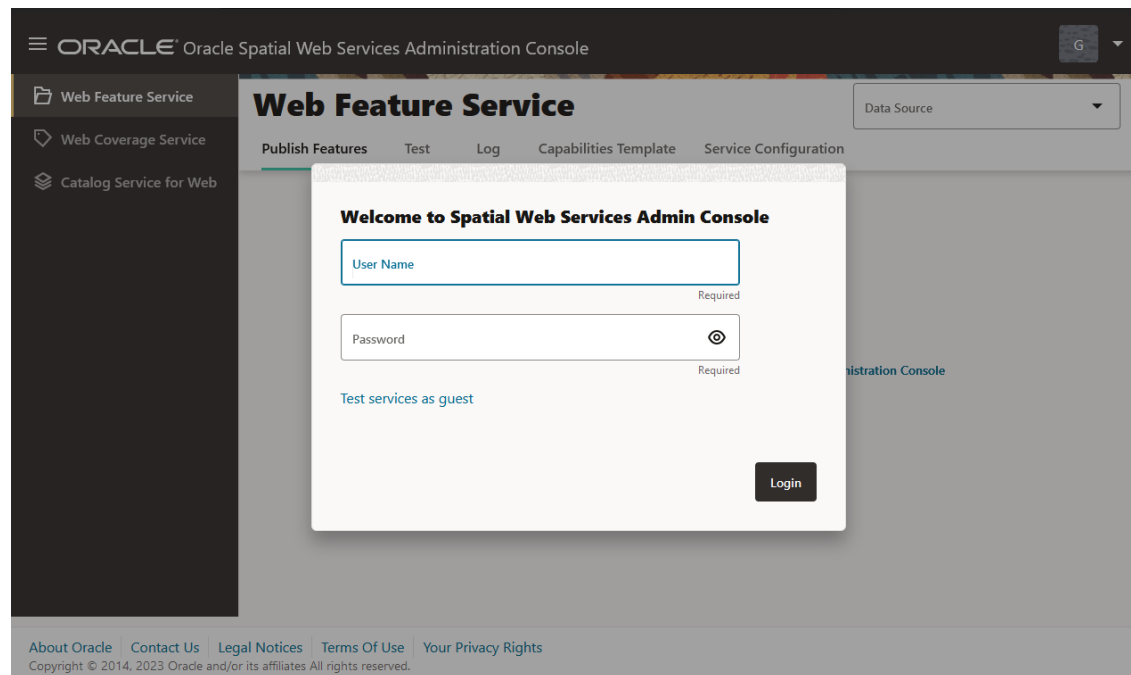 ORACLE® Oracle Spatial Web Services Administration Console
G
Web Feature Service
Web Coverage Service
Catalog Service for Web
Web Feature Service
Data Source
Publish Features Test Log Capabilities Template Service Configuration
Welcome to Spatial Web Services Admin Console
User Name
Required
Password
Required
nistration Console
Test services as guest
Login
About Oracle Contact Us Legal Notices Terms Of Use Your Privacy Rights
Copyright © 2014, 2023 Oracle and/or its affiliates All rights reserved.